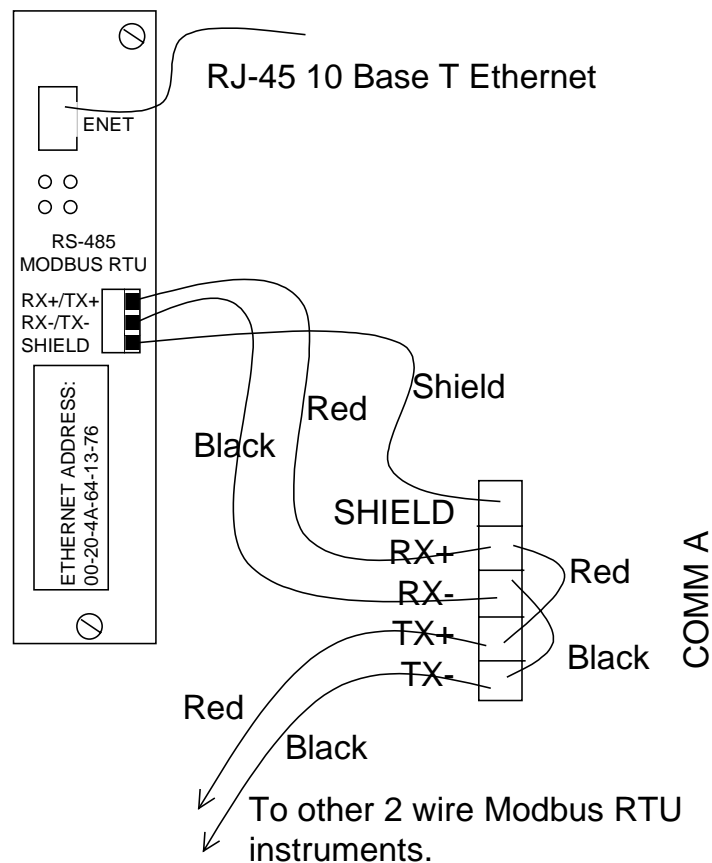 RJ-45 10 Base T Ethernet
ENET
RS-485
MODBUS RTU
RX+/TX+
RX-/TX-
SHIELD
ETHERNET ADDRESS:
00-20-4A-64-13-76
Shield
Red
Black
SHIELD
RX+
RX-
TX+
TX-
Red
Black
COMM A
Red
Black
To other 2 wire Modbus RTU
instruments.